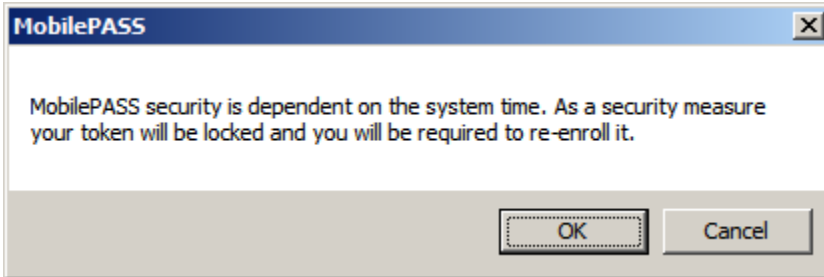 MobilePASS
MobilePASS security is dependent on the system time. As a security measure
your token will be locked and you will be required to re-enroll it.
OK
Cancel